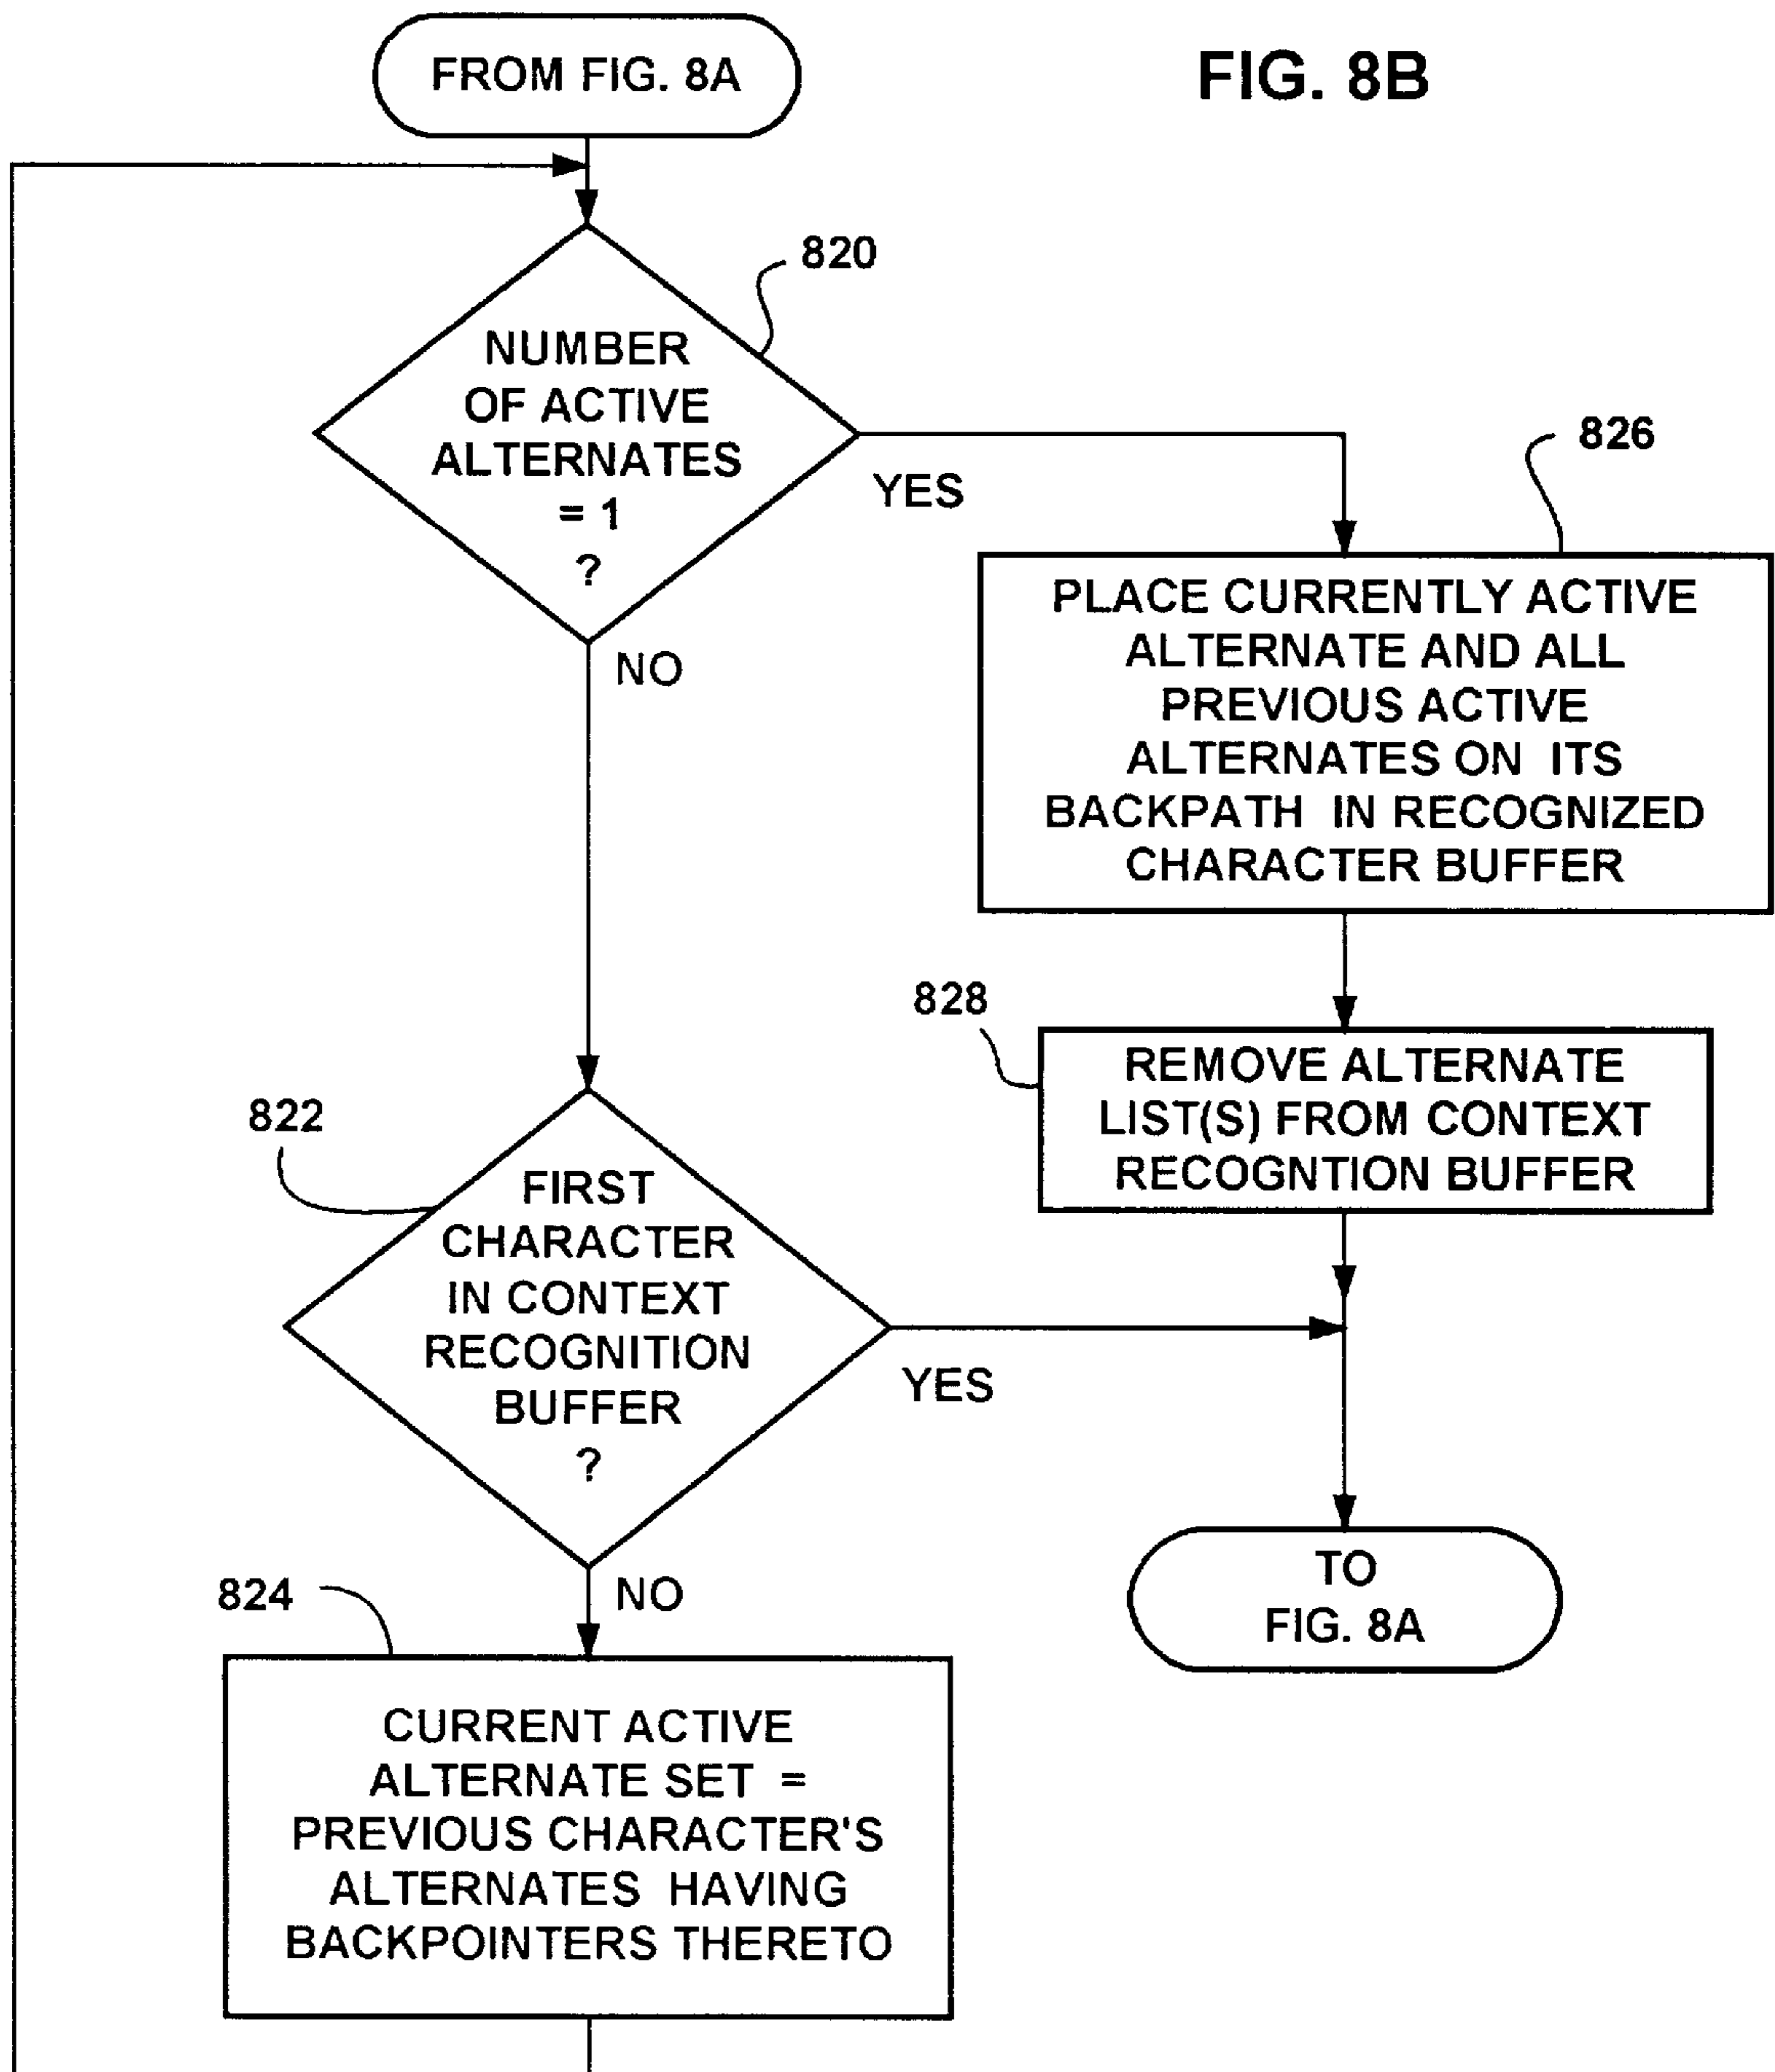 FROM FIG. 8A
FIG. 8B
820
NUMBER
OF ACTIVE
ALTERNATES
= 1
?
YES
NO
826
PLACE CURRENTLY ACTIVE
ALTERNATE AND ALL
PREVIOUS ACTIVE
ALTERNATES ON ITS
BACKPATH IN RECOGNIZED
CHARACTER BUFFER
828
REMOVE ALTERNATE
LIST(S) FROM CONTEXT
RECOGNTION BUFFER
822
FIRST
CHARACTER
IN CONTEXT
RECOGNITION
BUFFER
?
YES
NO
TO
FIG. 8A
824
CURRENT ACTIVE
ALTERNATE SET =
PREVIOUS CHARACTER'S
ALTERNATES HAVING
BACKPOINTERS THERETO